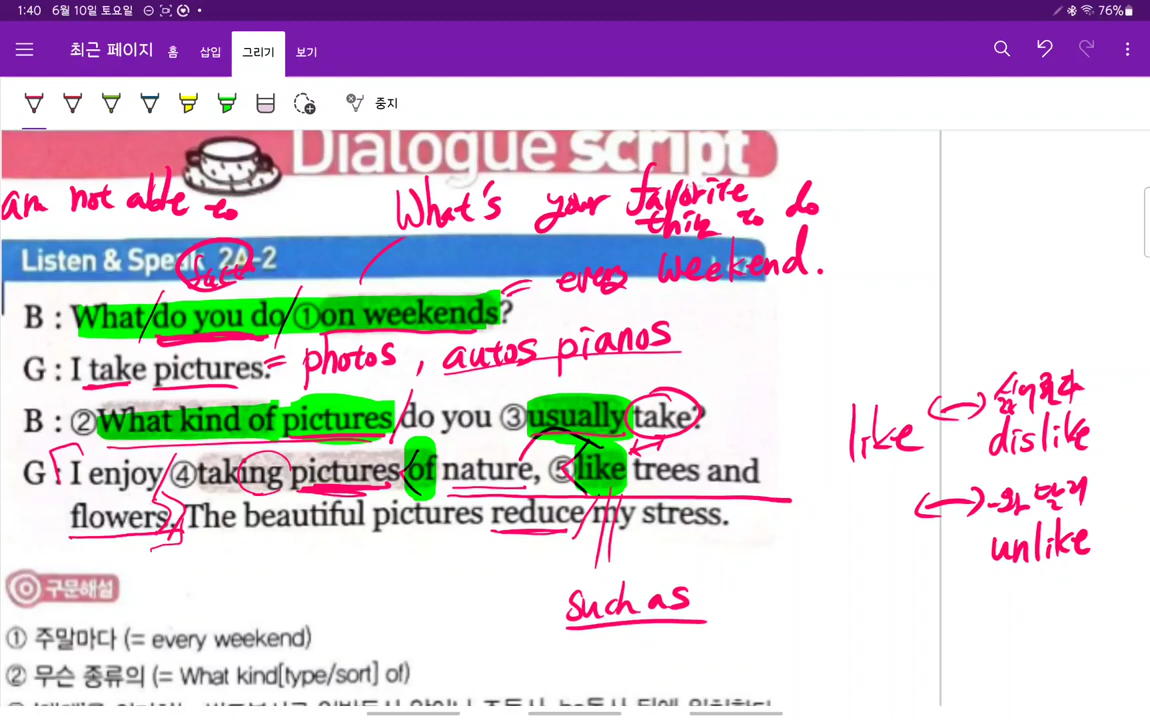 1:40 6월 10일 토요일 76%
최근 페이지 홈 삽입 그리기 보기
중지
Dialogue script
am not able to
What's your favorite thing to do every weekend.
Listen & Speak 2A-2
B : What do you do ①on weekends?
= every
G : I take pictures.
= photos, autos pianos
B : ②What kind of pictures do you ③usually take?
G : I enjoy ④taking pictures of nature, ⑤like trees and
flowers. The beautiful pictures reduce my stress.
such as
like
싫어하다
dislike
-와 달리
unlike
구문해설
① 주말마다 (= every weekend)
② 무슨 종류의 (= What kind[type/sort] of)